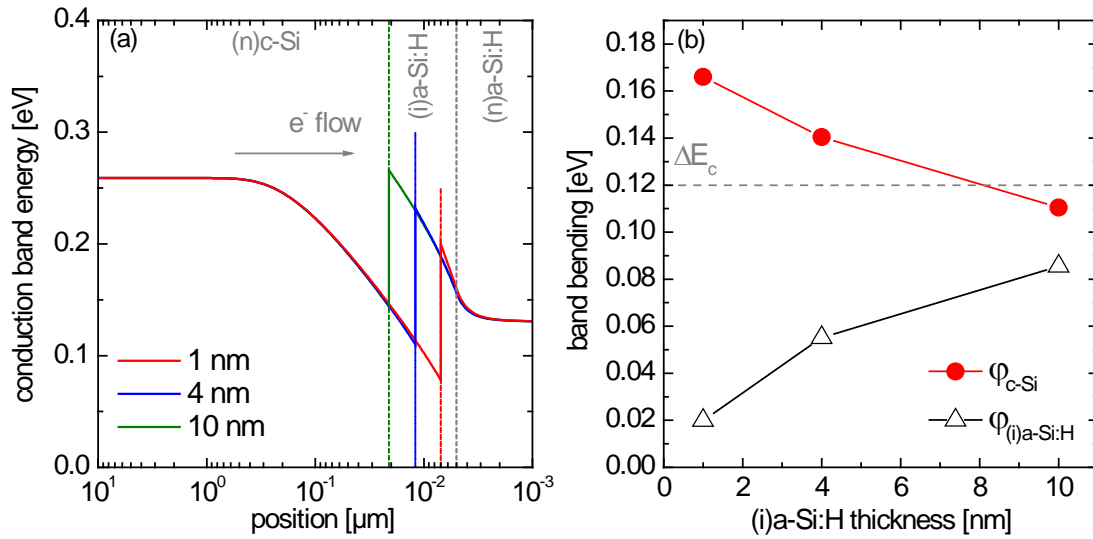 (a)
(n)c-Si
(i)a-Si:H
(n)a-Si:H
e⁻ flow
conduction band energy [eV]
0.4
0.3
0.2
0.1
0.0
1 nm
4 nm
10 nm
10¹ 10⁰ 10⁻¹ 10⁻² 10⁻³
position [µm]
(b)
band bending [eV]
0.18
0.16
0.14
0.12
0.10
0.08
0.06
0.04
0.02
0.00
ΔE_c
φ_c-Si
φ_(i)a-Si:H
0 2 4 6 8 10
(i)a-Si:H thickness [nm]